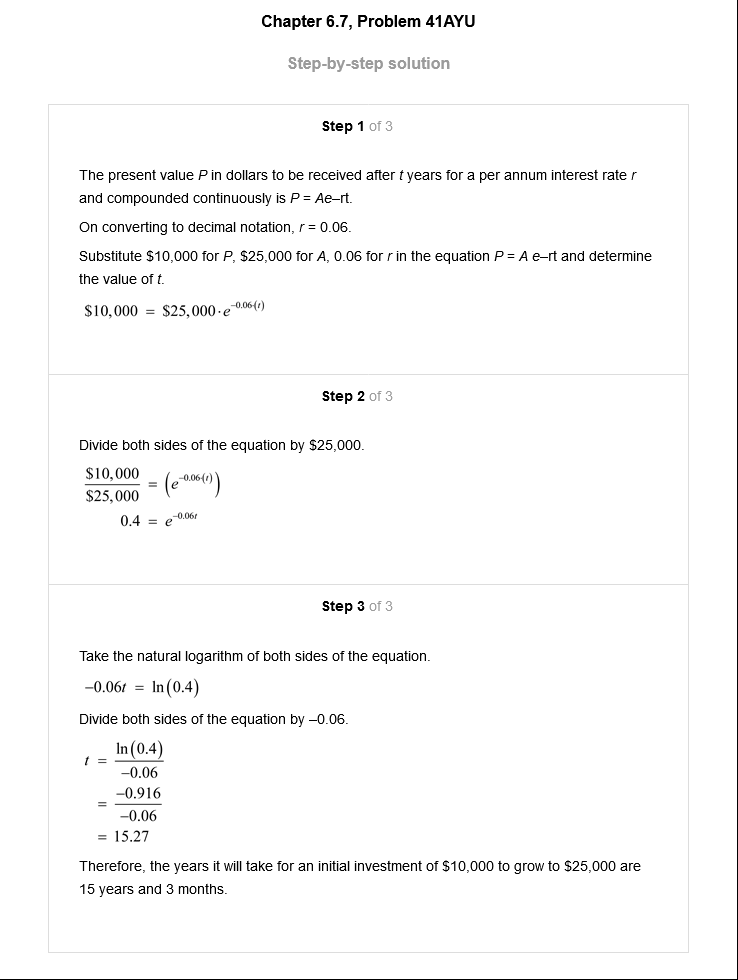 Chapter 6.7, Problem 41AYU
Step-by-step solution
Step 1 of 3
The present value P in dollars to be received after t years for a per annum interest rate r
and compounded continuously is P = Ae–rt.
On converting to decimal notation, r = 0.06.
Substitute $10,000 for P, $25,000 for A, 0.06 for r in the equation P = A e–rt and determine
the value of t.
$10,000 = $25,000·e^{-0.06·(t)}
Step 2 of 3
Divide both sides of the equation by $25,000.
$10,000
/ $25,000 = (e^{-0.06·(t)})
0.4 = e^{-0.06t}
Step 3 of 3
Take the natural logarithm of both sides of the equation.
–0.06t = ln(0.4)
Divide both sides of the equation by –0.06.
t = ln(0.4)
/ –0.06
= –0.916
/ –0.06
= 15.27
Therefore, the years it will take for an initial investment of $10,000 to grow to $25,000 are
15 years and 3 months.